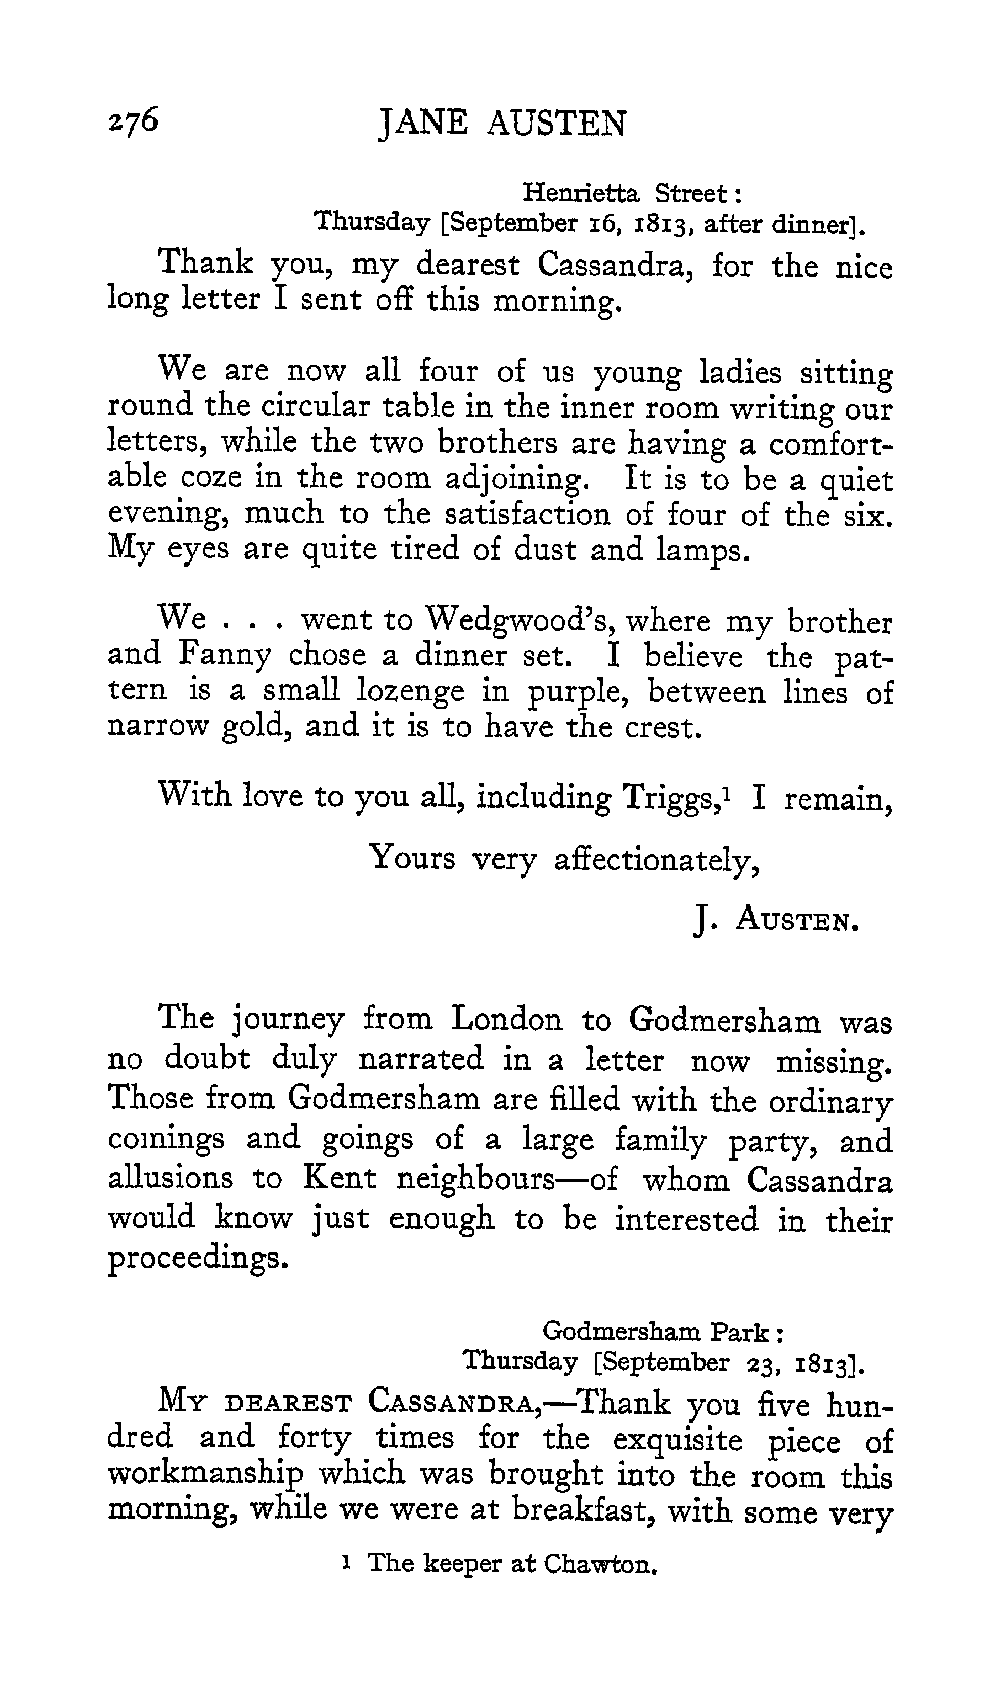 276 JANE AUSTEN
Henrietta Street:
Thursday [September 16, 1813, after dinner].
Thank you, my dearest Cassandra, for the nice
long letter I sent off this morning.
We are now all four of us young ladies sitting
round the circular table in the inner room writing our
letters, while the two brothers are having a comfort-
able coze in the room adjoining. It is to be a quiet
evening, much to the satisfaction of four of the six.
My eyes are quite tired of dust and lamps.
We . . . went to Wedgwood's, where my brother
and Fanny chose a dinner set. I believe the pat-
tern is a small lozenge in purple, between lines of
narrow gold, and it is to have the crest.
With love to you all, including Triggs,¹ I remain,
Yours very affectionately,
J. AUSTEN.
The journey from London to Godmersham was
no doubt duly narrated in a letter now missing.
Those from Godmersham are filled with the ordinary
comings and goings of a large family party, and
allusions to Kent neighbours—of whom Cassandra
would know just enough to be interested in their
proceedings.
Godmersham Park:
Thursday [September 23, 1813].
MY DEAREST CASSANDRA,—Thank you five hun-
dred and forty times for the exquisite piece of
workmanship which was brought into the room this
morning, while we were at breakfast, with some very
1 The keeper at Chawton.